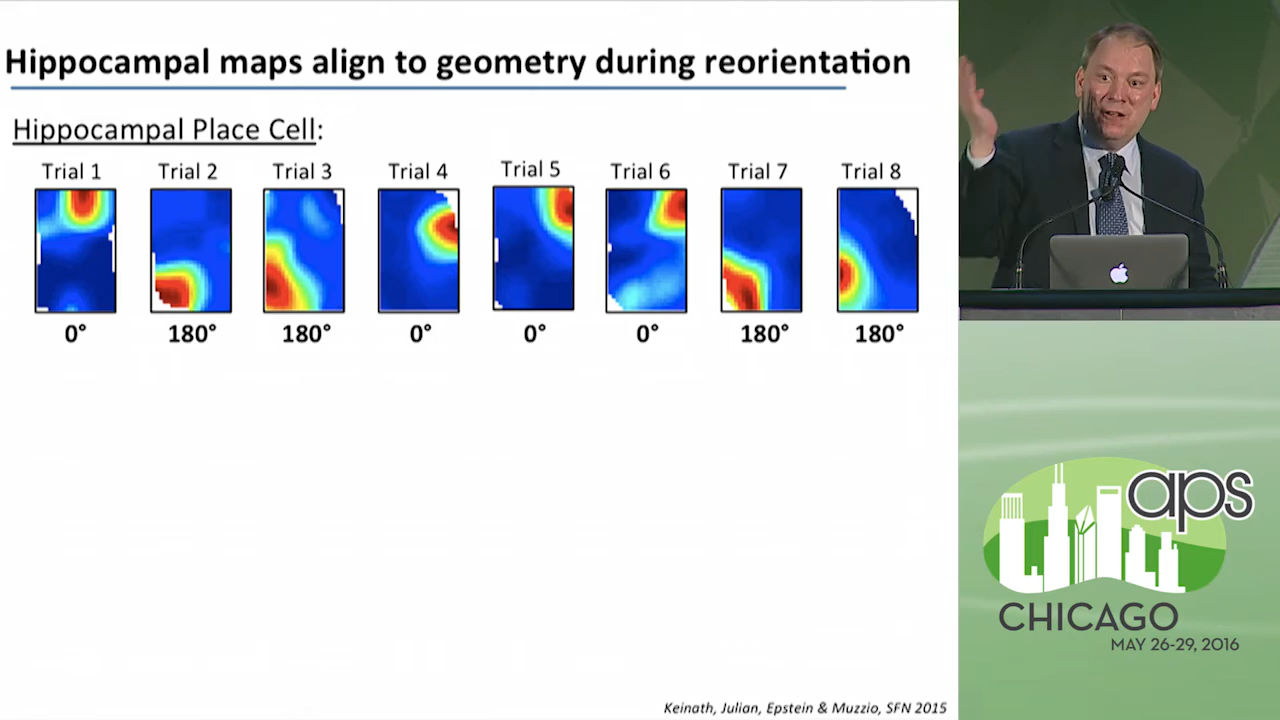 Hippocampal maps align to geometry during reorientation
Hippocampal Place Cell:
Trial 1 Trial 2 Trial 3 Trial 4 Trial 5 Trial 6 Trial 7 Trial 8
0° 180° 180° 0° 0° 0° 180° 180°
Keinath, Julian, Epstein & Muzzio, SFN 2015
aps
CHICAGO
MAY 26-29, 2016